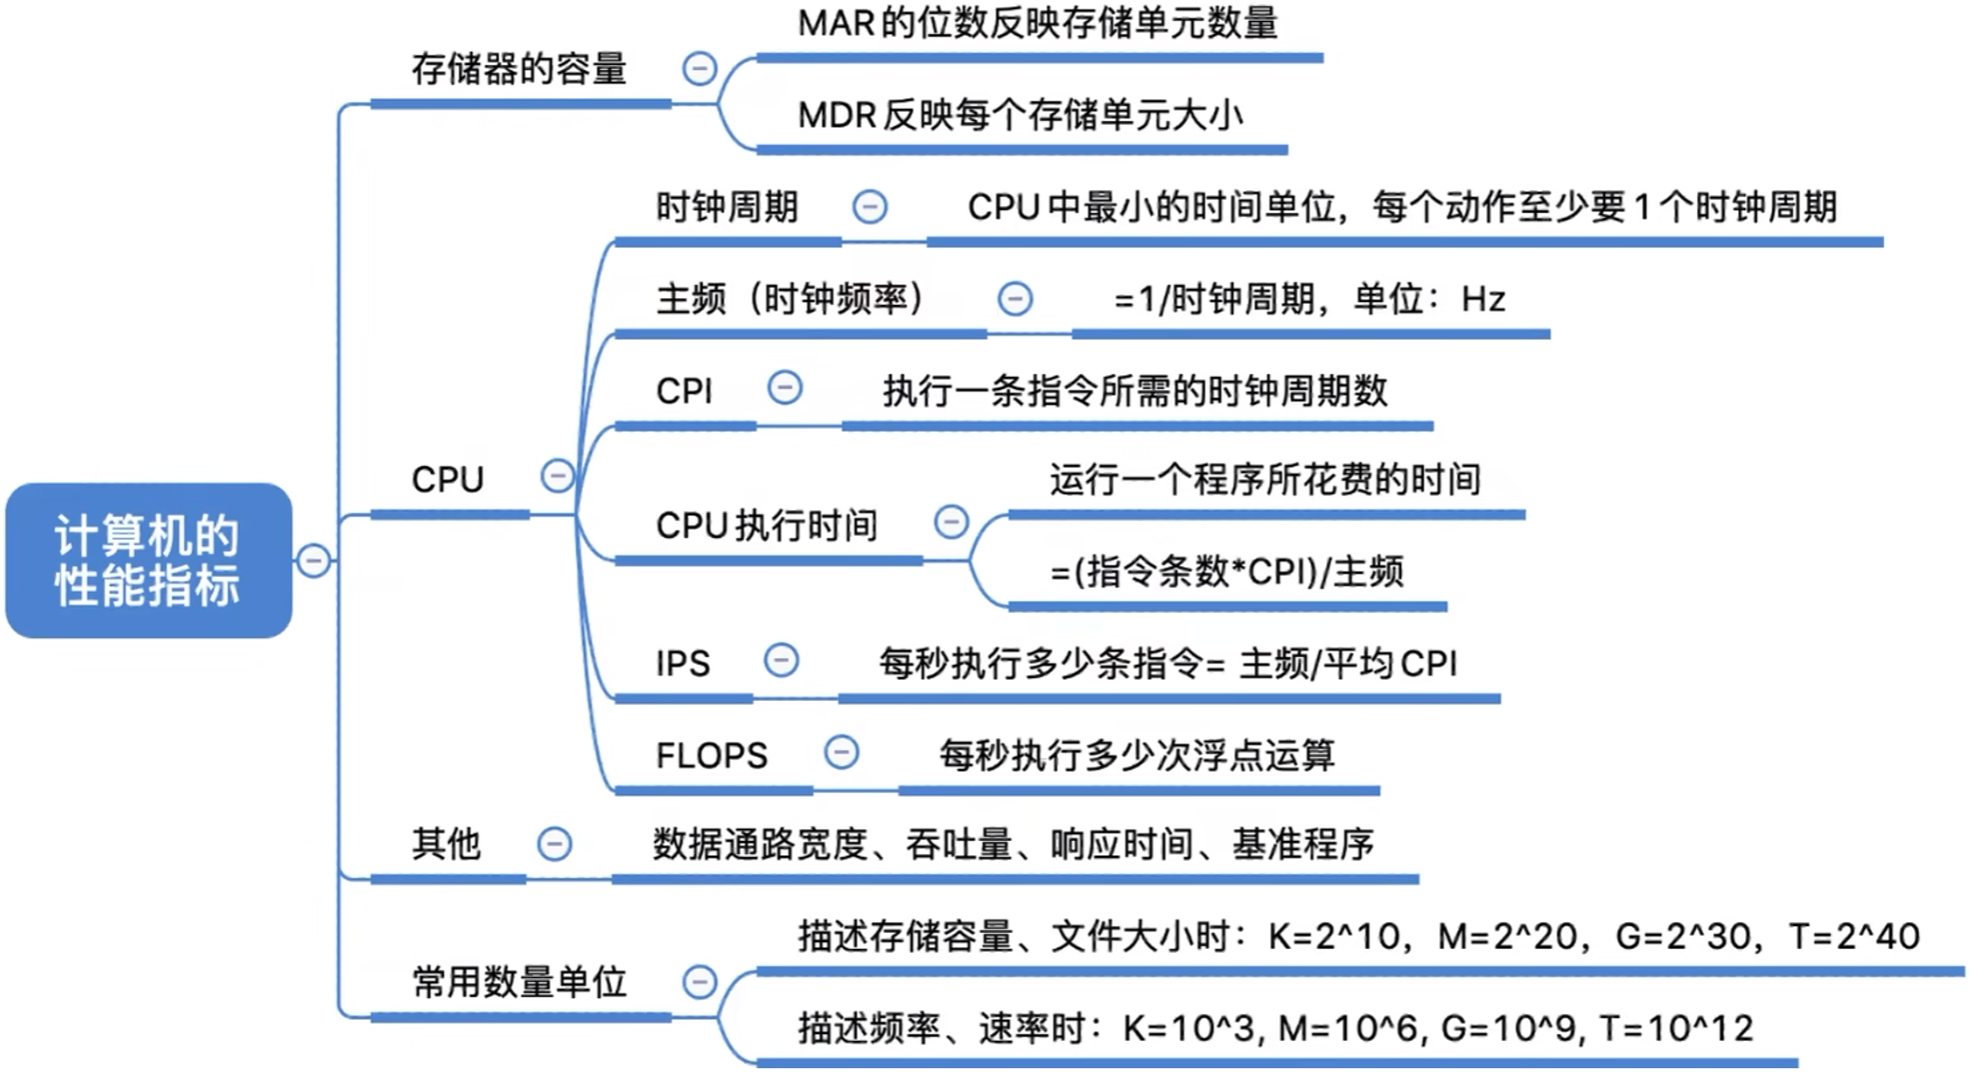 计算机的
性能指标
存储器的容量
MAR的位数反映存储单元数量
MDR反映每个存储单元大小
CPU
时钟周期
CPU中最小的时间单位，每个动作至少要1个时钟周期
主频（时钟频率）
=1/时钟周期，单位：Hz
CPI
执行一条指令所需的时钟周期数
CPU执行时间
运行一个程序所花费的时间
=(指令条数*CPI)/主频
IPS
每秒执行多少条指令= 主频/平均CPI
FLOPS
每秒执行多少次浮点运算
其他
数据通路宽度、吞吐量、响应时间、基准程序
常用数量单位
描述存储容量、文件大小时：K=2^10，M=2^20，G=2^30，T=2^40
描述频率、速率时：K=10^3, M=10^6, G=10^9, T=10^12